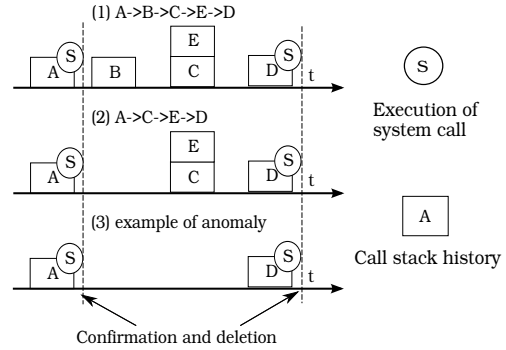 (1) A->B->C->E->D
E
S
S
A
B
C
D
t
S
(2) A->C->E->D
Execution of
system call
E
S
S
A
C
D
t
(3) example of anomaly
A
S
S
A
D
t
Call stack history
Confirmation and deletion